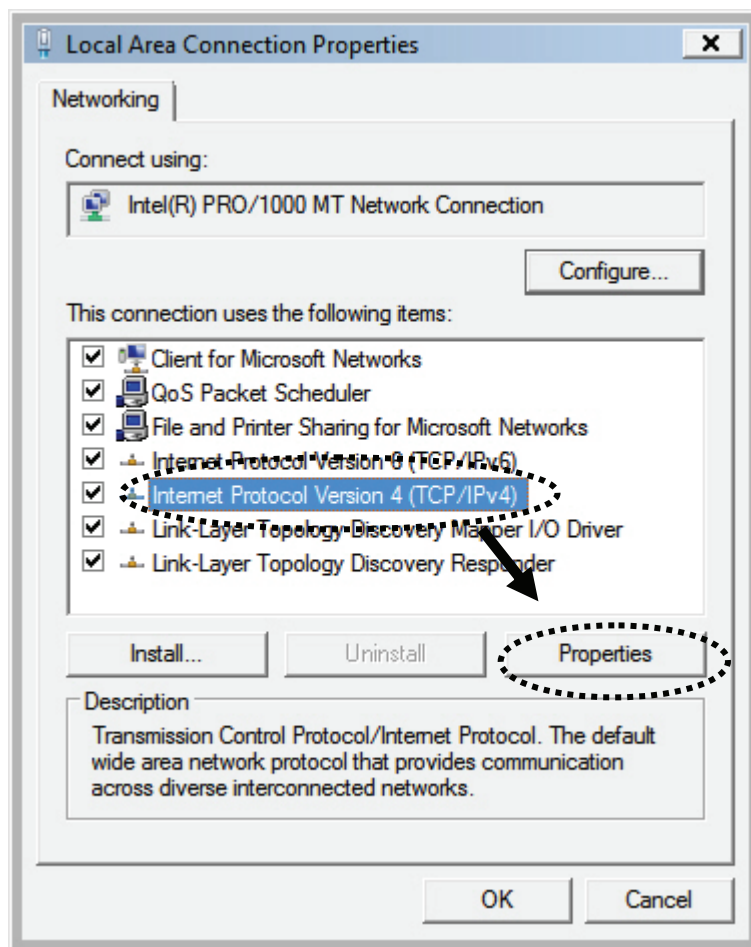 Local Area Connection Properties
Networking
Connect using:
Intel(R) PRO/1000 MT Network Connection
Configure...
This connection uses the following items:
Client for Microsoft Networks
QoS Packet Scheduler
File and Printer Sharing for Microsoft Networks
Internet Protocol Version 6 (TCP/IPv6)
Internet Protocol Version 4 (TCP/IPv4)
Link-Layer Topology Discovery Mapper I/O Driver
Link-Layer Topology Discovery Responder
Install...
Uninstall
Properties
Description
Transmission Control Protocol/Internet Protocol. The default
wide area network protocol that provides communication
across diverse interconnected networks.
OK
Cancel